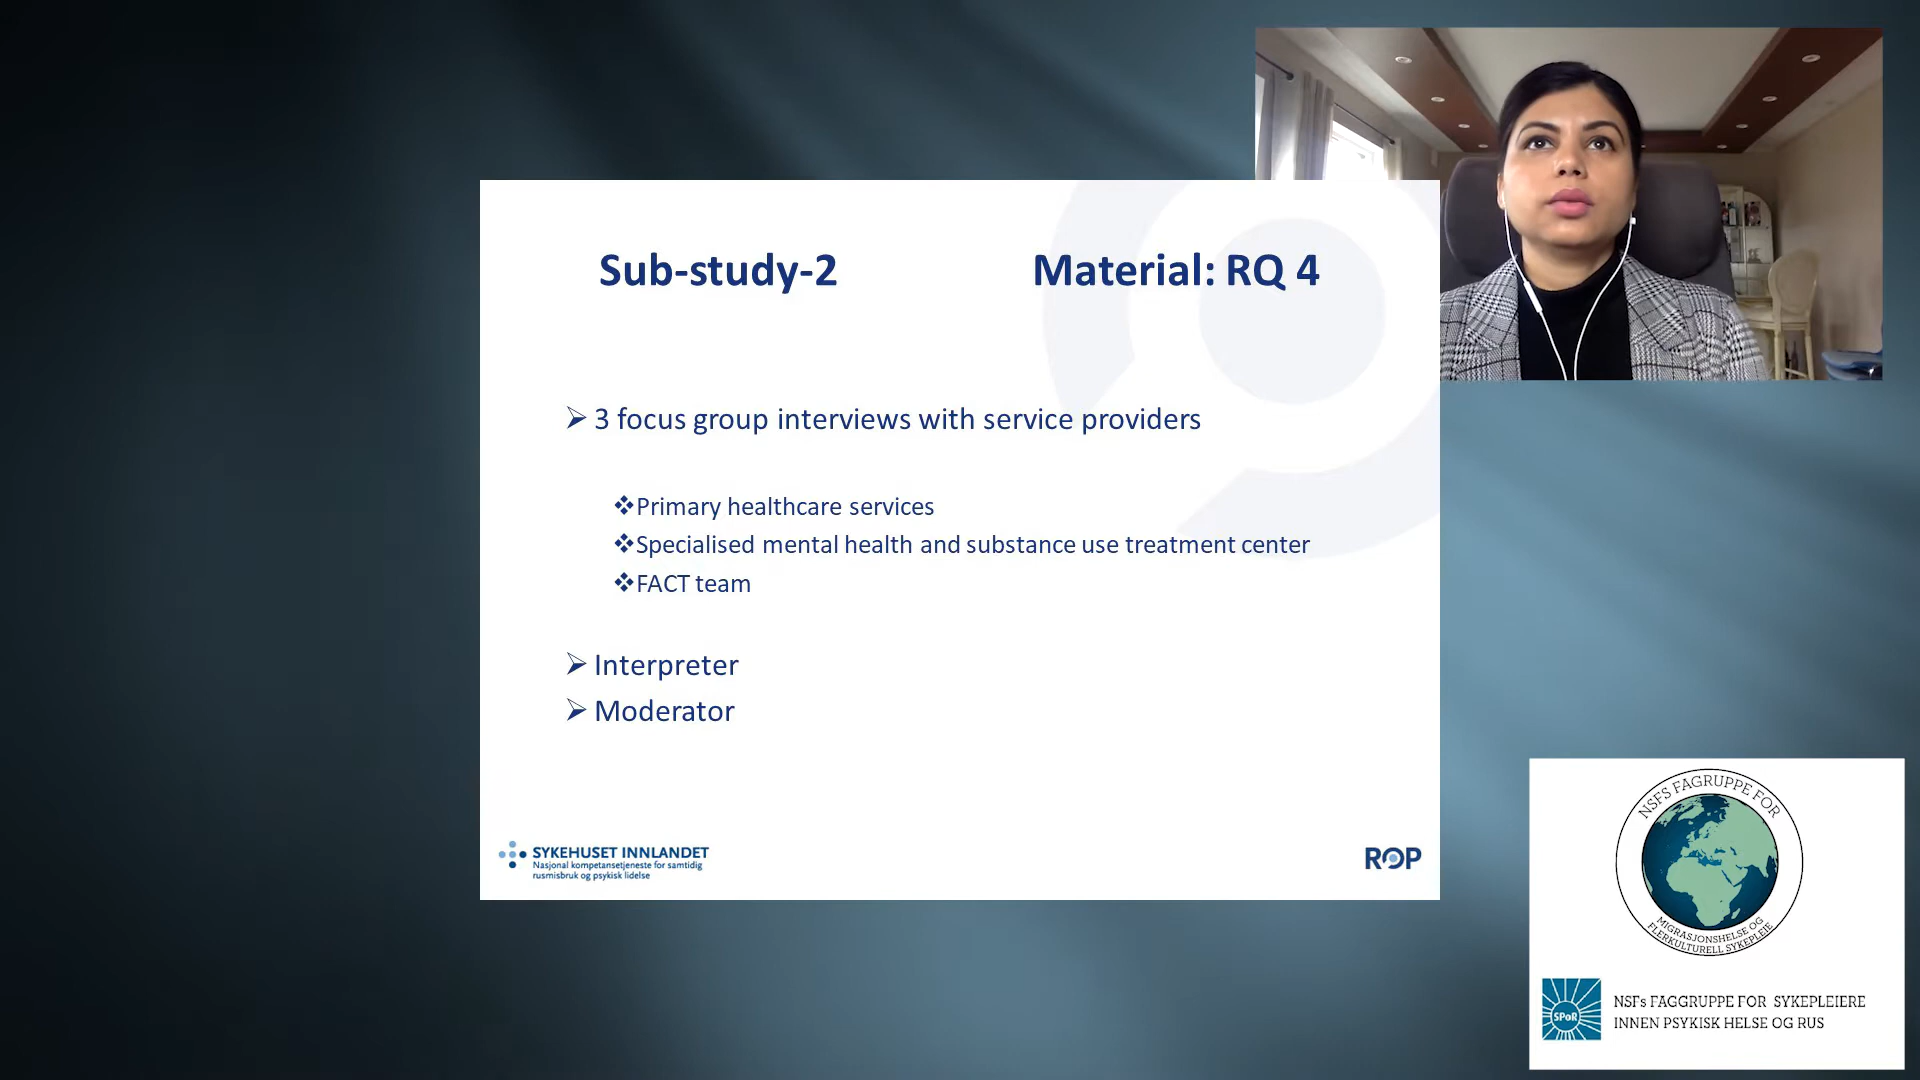 Sub-study-2 Material: RQ 4
3 focus group interviews with service providers
Primary healthcare services
Specialised mental health and substance use treatment center
FACT team
Interpreter
Moderator
SYKEHUSET INNLANDET
Nasjonal kompetansetjeneste for samtidig
rusmisbruk og psykisk lidelse
ROP
NSFS FAGRUPPE FOR
MIGRASJONSHELSE OG
FLERKULTURELL SYKEPLEIE
SPoR
NSFs FAGGRUPPE FOR SYKEPLEIERE
INNEN PSYKISK HELSE OG RUS